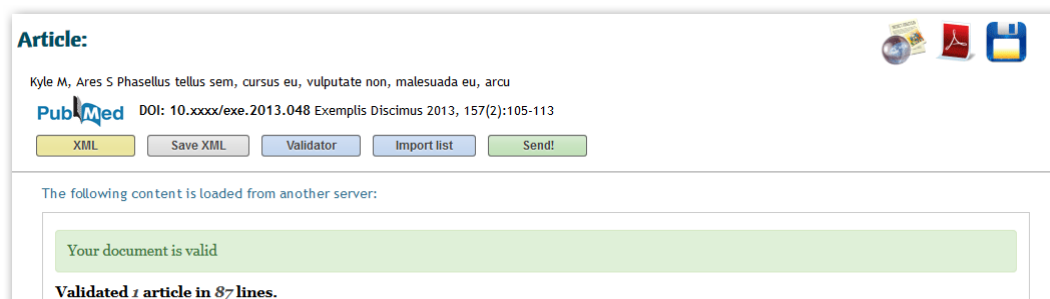 Article:
Kyle M, Ares S Phasellus tellus sem, cursus eu, vulputate non, malesuada eu, arcu
PubMed DOI: 10.xxxx/exe.2013.048 Exemplis Discimus 2013, 157(2):105-113
XML Save XML Validator Import list Send!
The following content is loaded from another server:
Your document is valid
Validated 1 article in 87 lines.